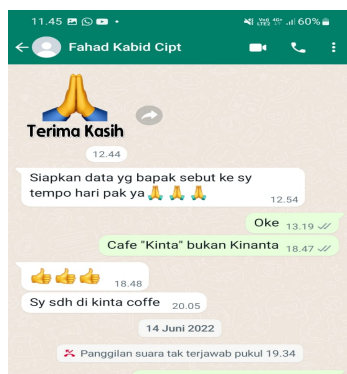 11.45
60%
Fahad Kabid Cipt
Terima Kasih
12.44
Siapkan data yg bapak sebut ke sy
tempo hari pak ya
12.54
Oke 13.19
Cafe "Kinta" bukan Kinanta 18.47
18.48
Sy sdh di kinta coffe 20.05
14 Juni 2022
Panggilan suara tak terjawab pukul 19.34